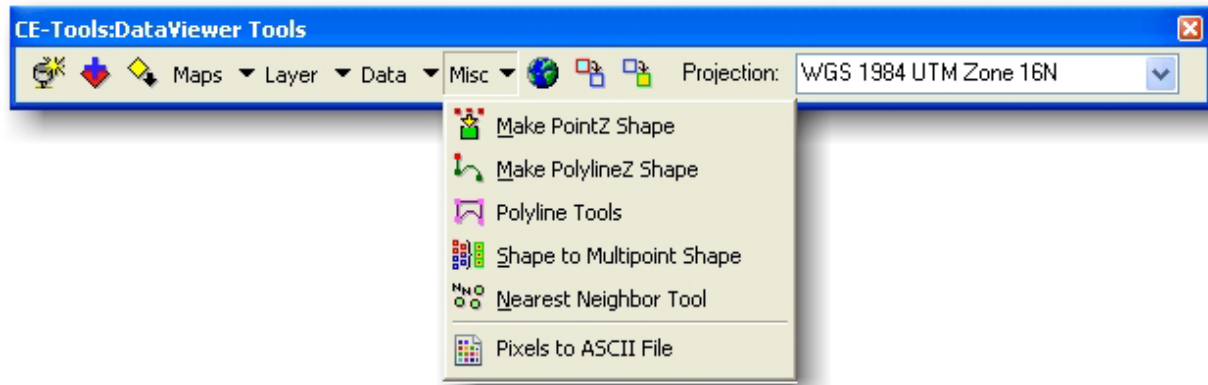 CE-Tools:DataViewer Tools
Maps Layer Data Misc Projection: WGS 1984 UTM Zone 16N
Make PointZ Shape
Make PolylineZ Shape
Polyline Tools
Shape to Multipoint Shape
NNO Nearest Neighbor Tool
Pixels to ASCII File